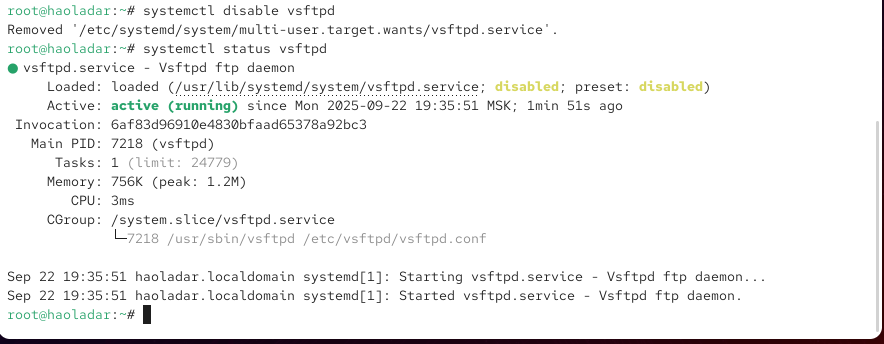 root@haoladar:~# systemctl disable vsftpd
Removed '/etc/systemd/system/multi-user.target.wants/vsftpd.service'.
root@haoladar:~# systemctl status vsftpd
● vsftpd.service - Vsftpd ftp daemon
     Loaded: loaded (/usr/lib/systemd/system/vsftpd.service; disabled; preset: disabled)
     Active: active (running) since Mon 2025-09-22 19:35:51 MSK; 1min 51s ago
 Invocation: 6af83d96910e4830bfaad65378a92bc3
   Main PID: 7218 (vsftpd)
      Tasks: 1 (limit: 24779)
     Memory: 756K (peak: 1.2M)
        CPU: 3ms
     CGroup: /system.slice/vsftpd.service
             └─7218 /usr/sbin/vsftpd /etc/vsftpd/vsftpd.conf
Sep 22 19:35:51 haoladar.localdomain systemd[1]: Starting vsftpd.service - Vsftpd ftp daemon...
Sep 22 19:35:51 haoladar.localdomain systemd[1]: Started vsftpd.service - Vsftpd ftp daemon.
root@haoladar:~#